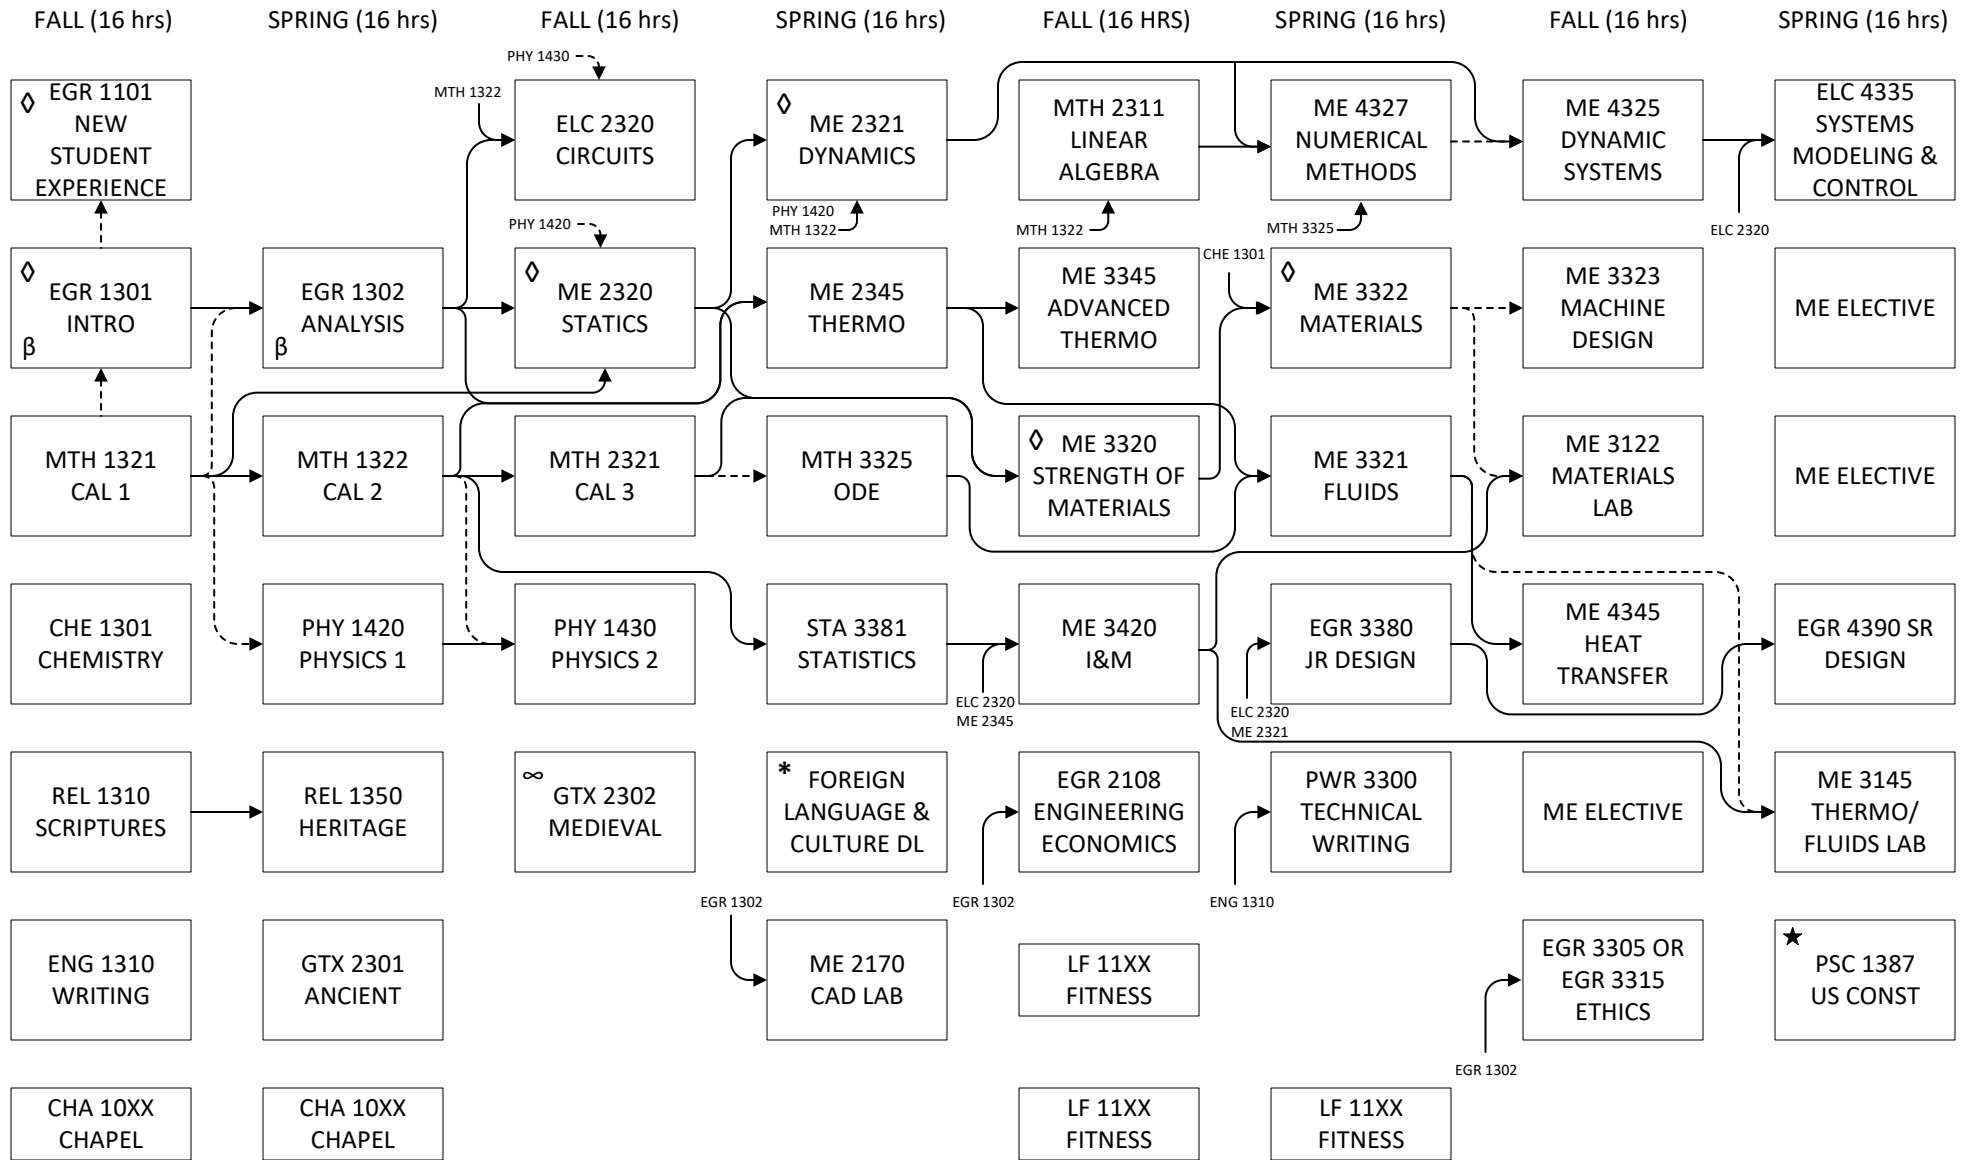 FALL (16 hrs)
SPRING (16 hrs)
FALL (16 hrs)
SPRING (16 hrs)
FALL (16 HRS)
SPRING (16 hrs)
FALL (16 hrs)
SPRING (16 hrs)
PHY 1430
MTH 1322
◊ EGR 1101
NEW
STUDENT
EXPERIENCE
ELC 2320
CIRCUITS
◊
ME 2321
DYNAMICS
MTH 2311
LINEAR
ALGEBRA
ME 4327
NUMERICAL
METHODS
ME 4325
DYNAMIC
SYSTEMS
ELC 4335
SYSTEMS
MODELING &
CONTROL
PHY 1420
PHY 1420
MTH 1322
MTH 1322
MTH 3325
ELC 2320
CHE 1301
◊
EGR 1301
INTRO
β
EGR 1302
ANALYSIS
β
◊
ME 2320
STATICS
ME 2345
THERMO
ME 3345
ADVANCED
THERMO
◊
ME 3322
MATERIALS
ME 3323
MACHINE
DESIGN
ME ELECTIVE
MTH 1321
CAL 1
MTH 1322
CAL 2
MTH 2321
CAL 3
MTH 3325
ODE
◊ ME 3320
STRENGTH OF
MATERIALS
ME 3321
FLUIDS
ME 3122
MATERIALS
LAB
ME ELECTIVE
CHE 1301
CHEMISTRY
PHY 1420
PHYSICS 1
PHY 1430
PHYSICS 2
STA 3381
STATISTICS
ME 3420
I&M
EGR 3380
JR DESIGN
ME 4345
HEAT
TRANSFER
EGR 4390 SR
DESIGN
ELC 2320
ME 2345
ELC 2320
ME 2321
REL 1310
SCRIPTURES
REL 1350
HERITAGE
∞
GTX 2302
MEDIEVAL
* FOREIGN
LANGUAGE &
CULTURE DL
EGR 2108
ENGINEERING
ECONOMICS
PWR 3300
TECHNICAL
WRITING
ME ELECTIVE
ME 3145
THERMO/
FLUIDS LAB
EGR 1302
EGR 1302
ENG 1310
ENG 1310
WRITING
GTX 2301
ANCIENT
ME 2170
CAD LAB
LF 11XX
FITNESS
EGR 3305 OR
EGR 3315
ETHICS
★
PSC 1387
US CONST
EGR 1302
CHA 10XX
CHAPEL
CHA 10XX
CHAPEL
LF 11XX
FITNESS
LF 11XX
FITNESS